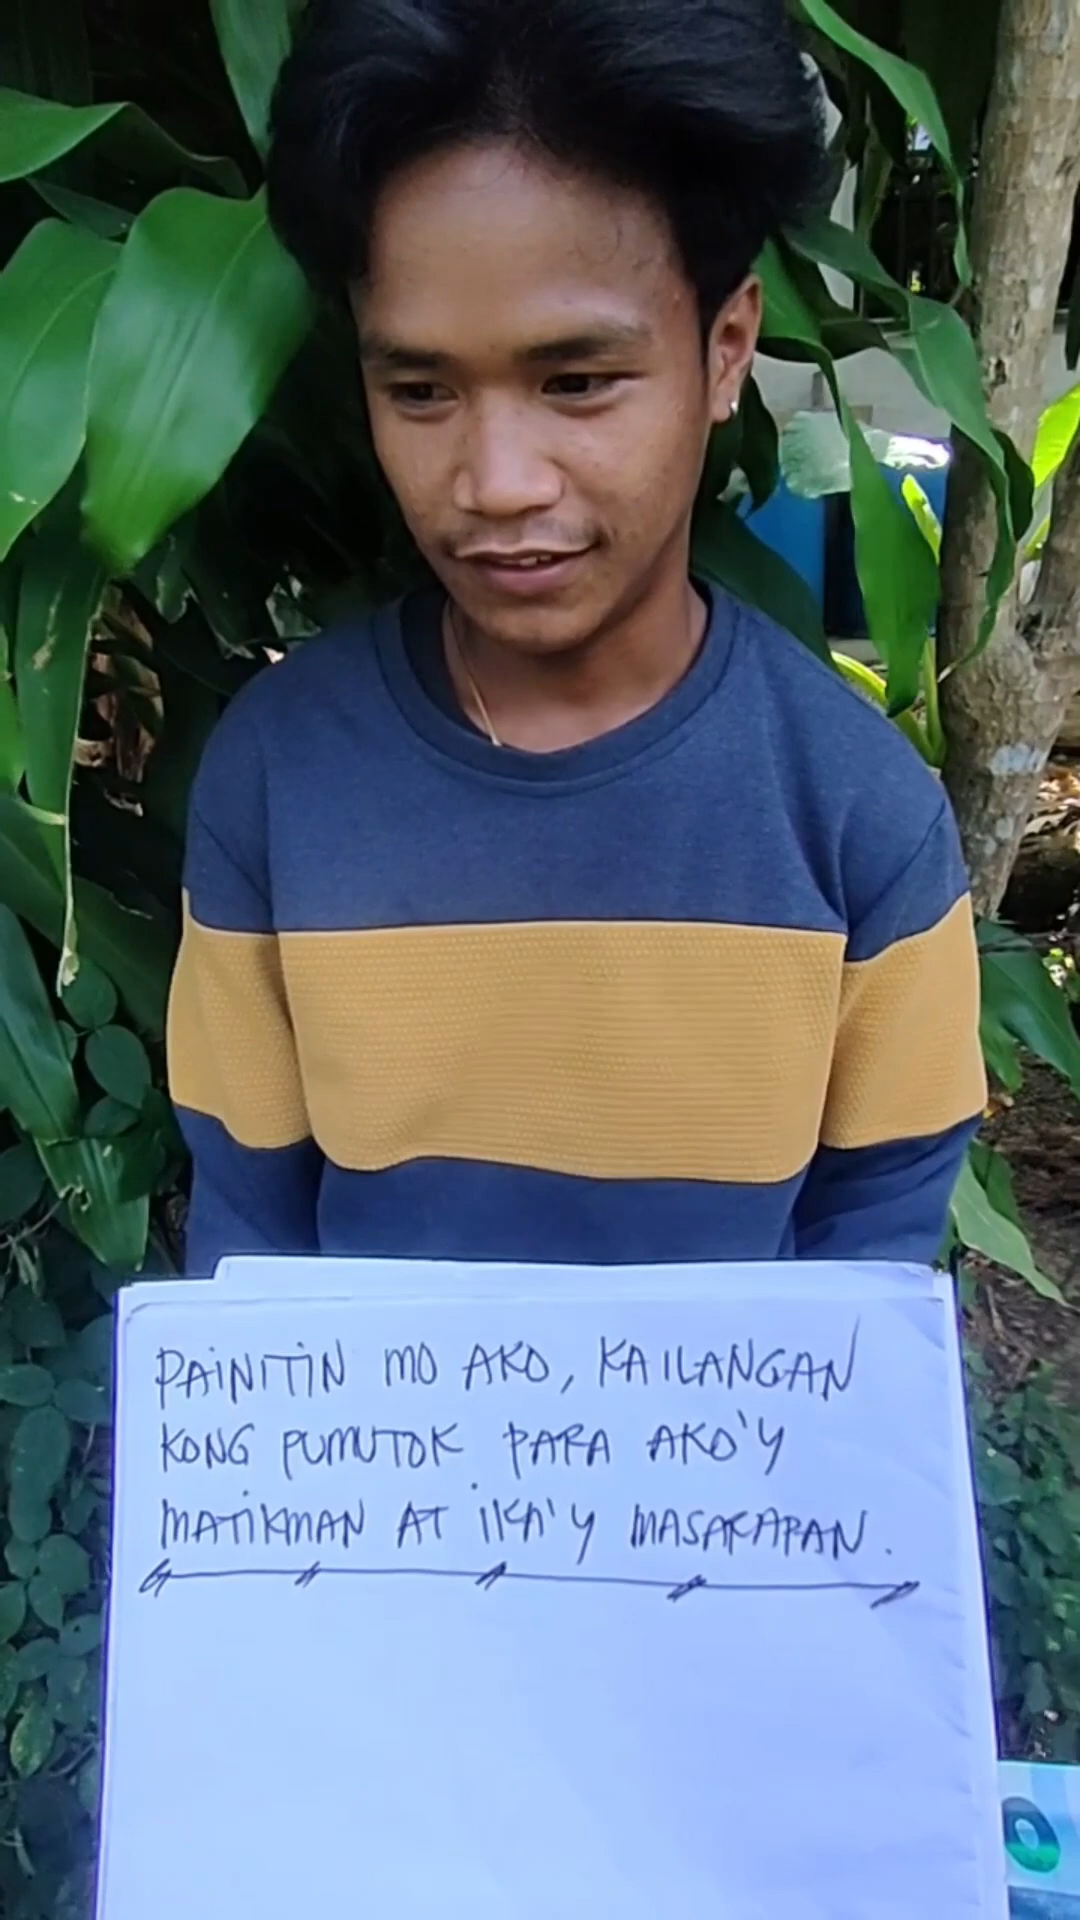 PAINITIN MO AKO, KAILANGAN
KONG PUMUTOK PARA AKO'Y
MATIKMAN AT IKA'Y MASARAPAN.